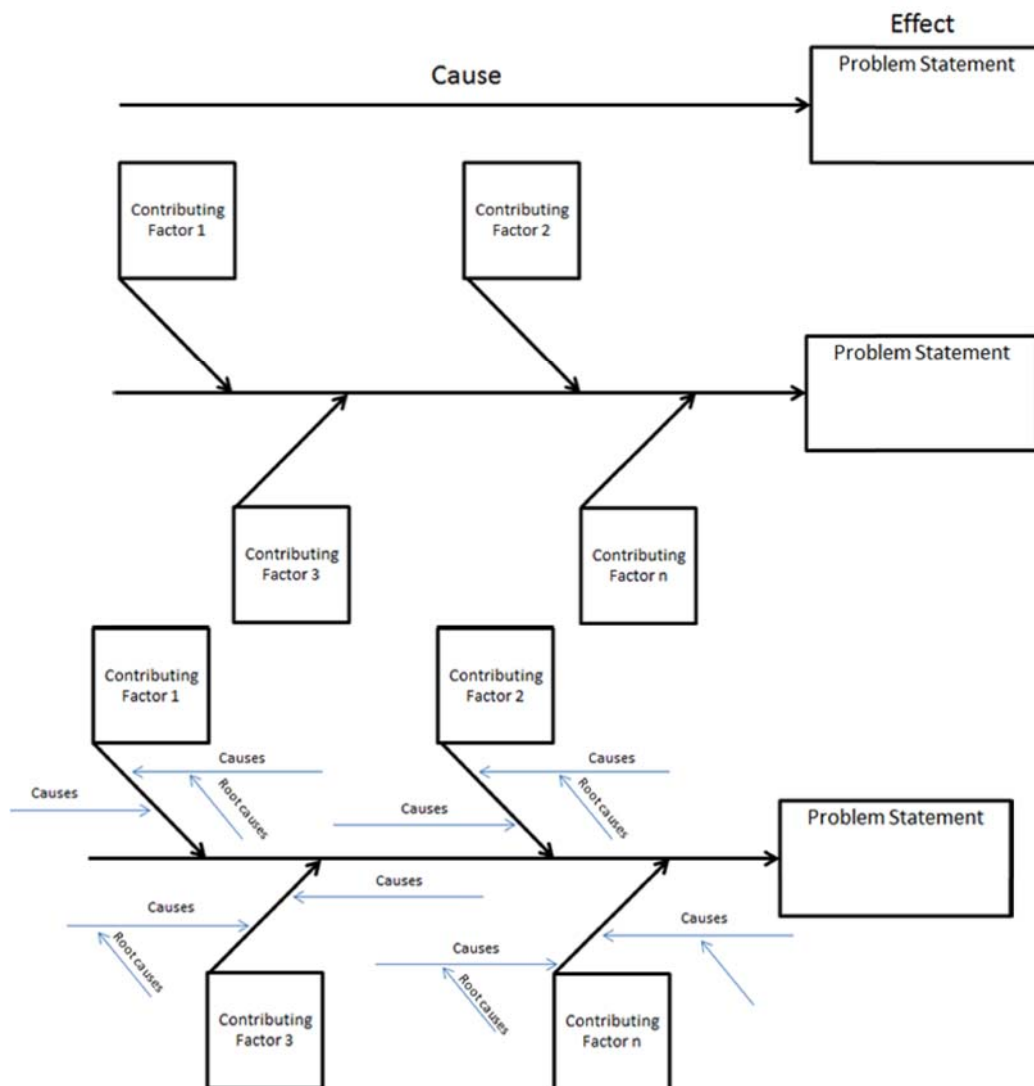 Effect
Cause
Problem Statement
Contributing
Factor 1
Contributing
Factor 2
Problem Statement
Contributing
Factor 3
Contributing
Factor n
Contributing
Factor 1
Contributing
Factor 2
Causes
Causes
Causes
Root causes
Causes
Root causes
Problem Statement
Causes
Causes
Causes
Causes
Root causes
Root causes
Contributing
Factor 3
Contributing
Factor n